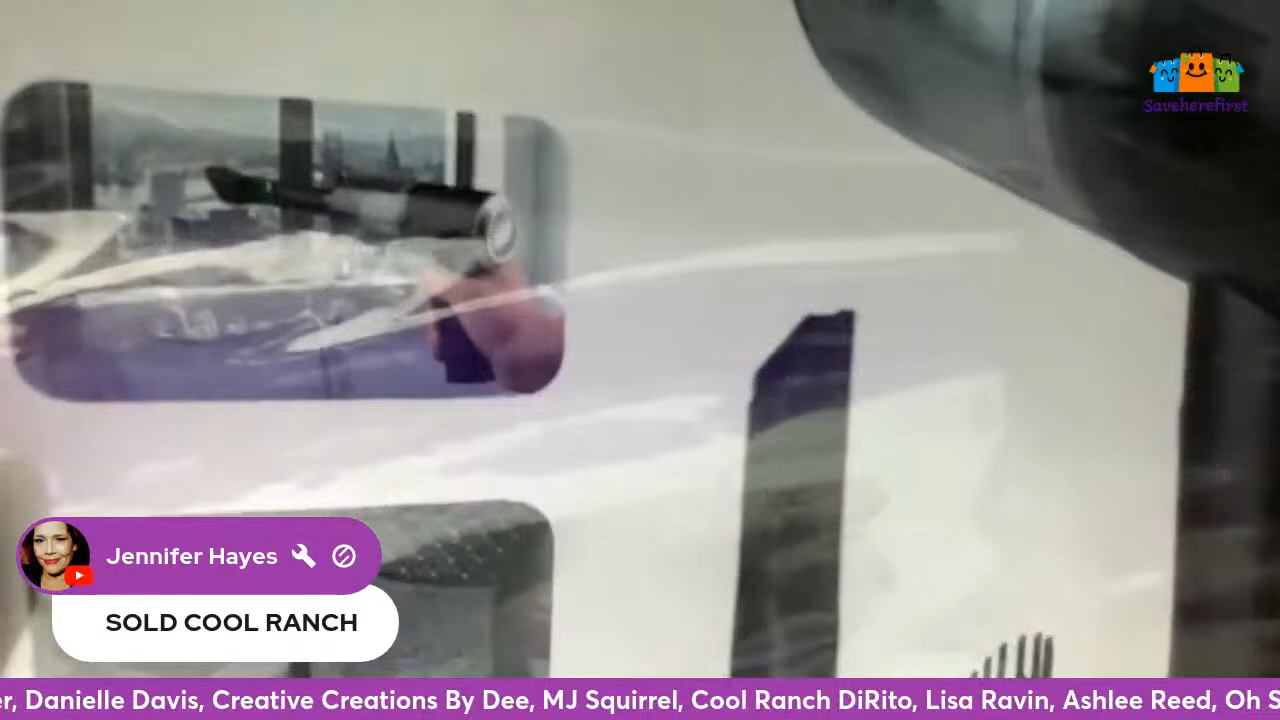 Saveherefirst
Jennifer Hayes
SOLD COOL RANCH
er, Danielle Davis, Creative Creations By Dee, MJ Squirrel, Cool Ranch DiRito, Lisa Ravin, Ashlee Reed, Oh S